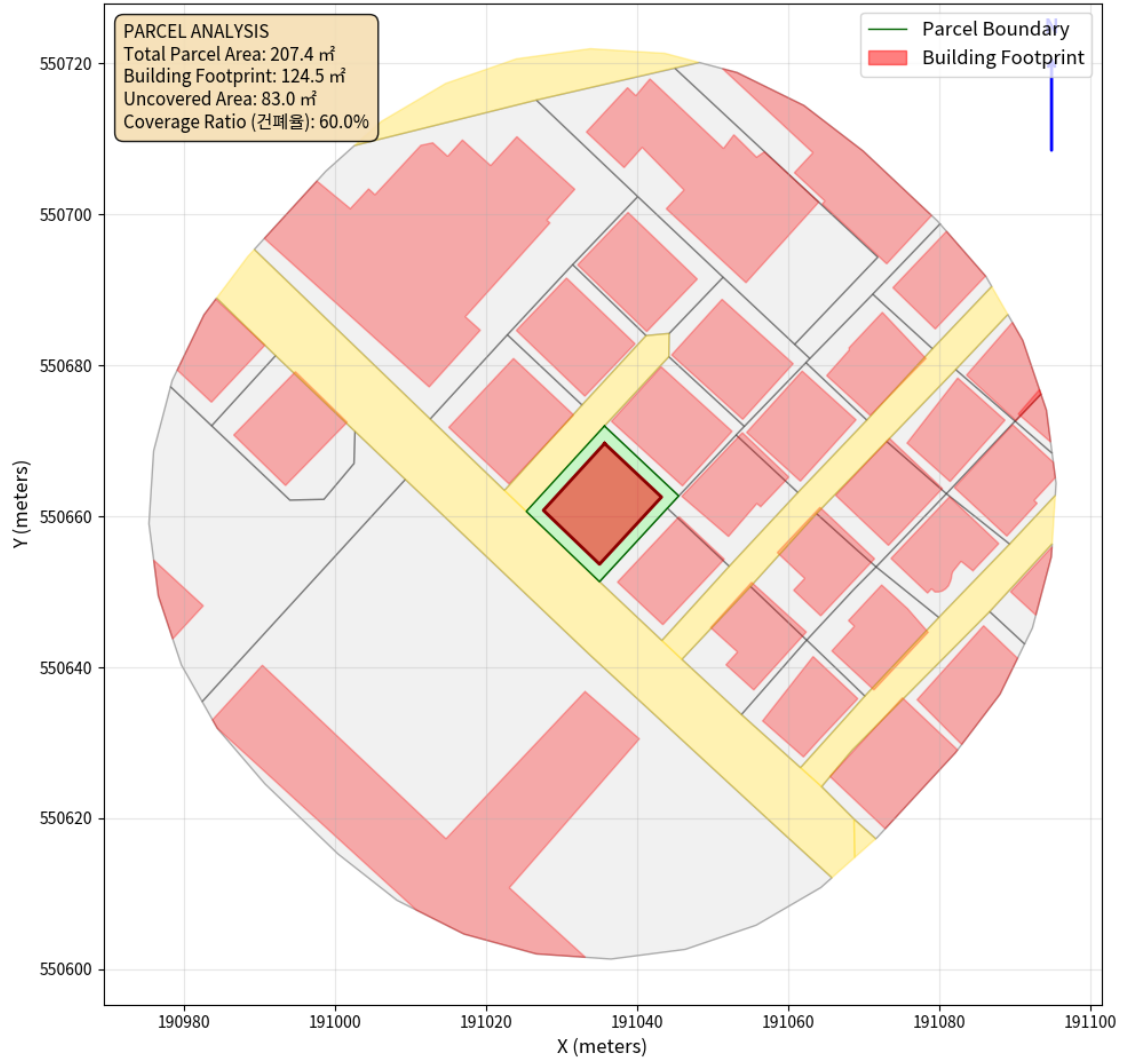 PARCEL ANALYSIS
Total Parcel Area: 207.4 ㎡
Building Footprint: 124.5 ㎡
Uncovered Area: 83.0 ㎡
Coverage Ratio (건폐율): 60.0%
Parcel Boundary
Building Footprint
N
550720
550700
550680
550660
550640
550620
550600
Y (meters)
190980
191000
191020
191040
191060
191080
191100
X (meters)